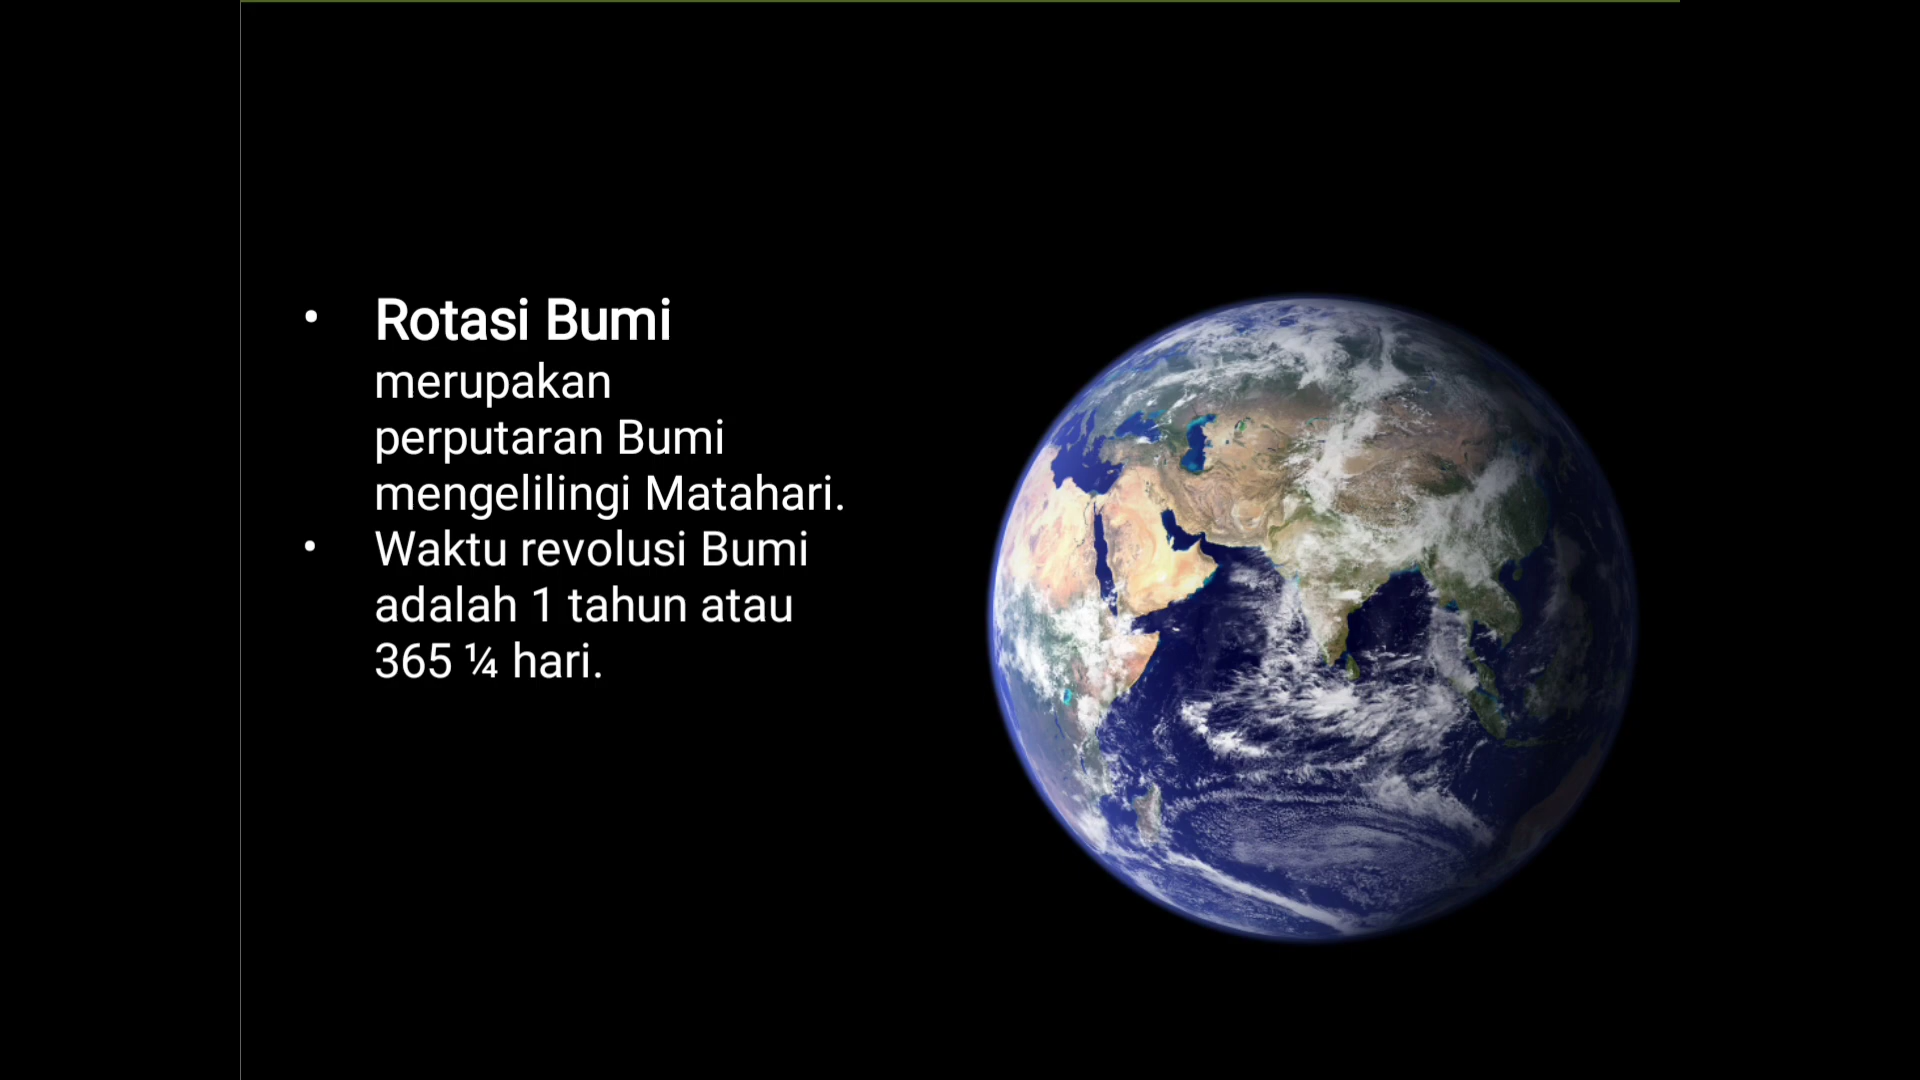 • Rotasi Bumi
merupakan
perputaran Bumi
mengelilingi Matahari.
• Waktu revolusi Bumi
adalah 1 tahun atau
365 ¼ hari.